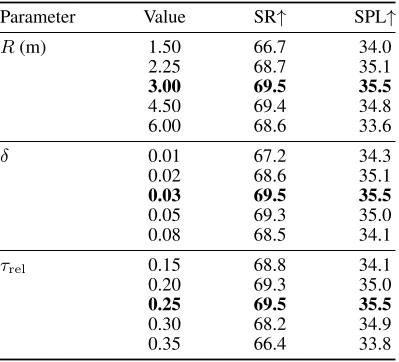 Parameter Value SR↑ SPL↑
R (m) 1.50 66.7 34.0
2.25 68.7 35.1
3.00 69.5 35.5
4.50 69.4 34.8
6.00 68.6 33.6
δ 0.01 67.2 34.3
0.02 68.6 35.1
0.03 69.5 35.5
0.05 69.3 35.0
0.08 68.5 34.1
τrel 0.15 68.8 34.1
0.20 69.3 35.0
0.25 69.5 35.5
0.30 68.2 34.9
0.35 66.4 33.8